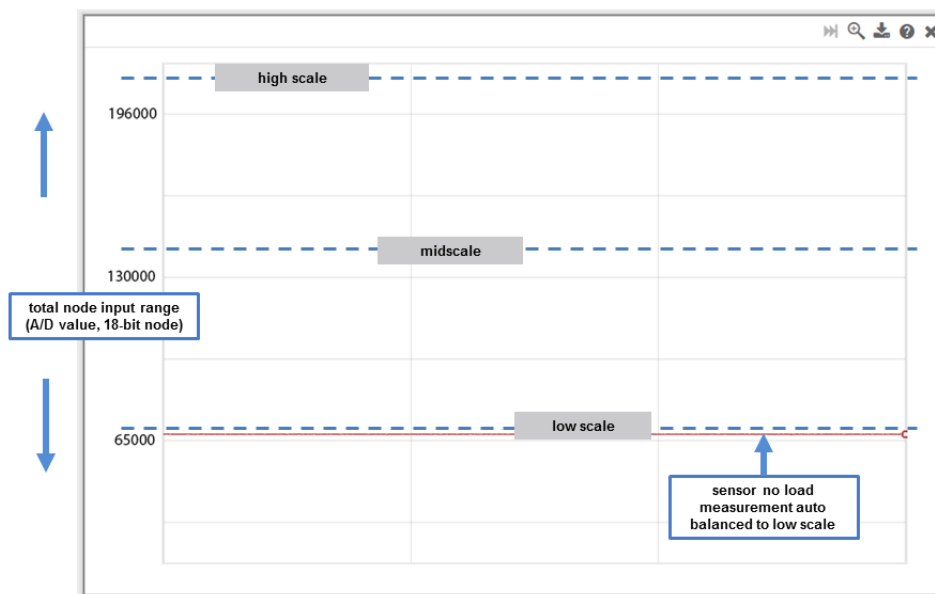 high scale
196000
midscale
130000
total node input range
(A/D value, 18-bit node)
low scale
65000
sensor no load
measurement auto
balanced to low scale